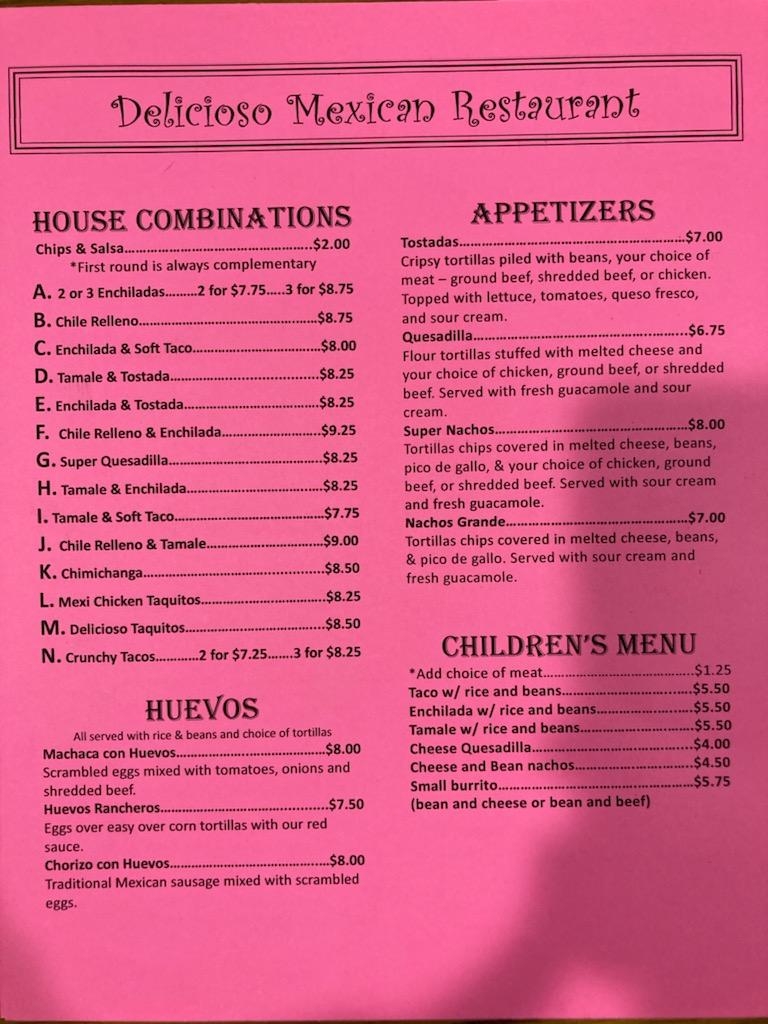 Delicioso Mexican Restaurant
HOUSE COMBINATIONS
Chips & Salsa.....................................................$2.00
*First round is always complementary
A. 2 or 3 Enchiladas.........2 for $7.75.....3 for $8.75
B. Chile Relleno..................................................$8.75
C. Enchilada & Soft Taco....................................$8.00
D. Tamale & Tostada..........................................$8.25
E. Enchilada & Tostada......................................$8.25
F. Chile Relleno & Enchilada............................$9.25
G. Super Quesadilla...........................................$8.25
H. Tamale & Enchilada......................................$8.25
I. Tamale & Soft Taco..........................................$7.75
J. Chile Relleno & Tamale.................................$9.00
K. Chimichanga..................................................$8.50
L. Mexi Chicken Taquitos...................................$8.25
M. Delicioso Taquitos........................................$8.50
N. Crunchy Tacos............2 for $7.25.......3 for $8.25
HUEVOS
All served with rice & beans and choice of tortillas
Machaca con Huevos..........................................$8.00
Scrambled eggs mixed with tomatoes, onions and
shredded beef.
Huevos Rancheros...............................................$7.50
Eggs over easy over corn tortillas with our red
sauce.
Chorizo con Huevos.............................................$8.00
Traditional Mexican sausage mixed with scrambled
eggs.
APPETIZERS
Tostadas...............................................................$7.00
Cripsy tortillas piled with beans, your choice of
meat – ground beef, shredded beef, or chicken.
Topped with lettuce, tomatoes, queso fresco,
and sour cream.
Quesadilla.............................................................$6.75
Flour tortillas stuffed with melted cheese and
your choice of chicken, ground beef, or shredded
beef. Served with fresh guacamole and sour
cream.
Super Nachos.......................................................$8.00
Tortillas chips covered in melted cheese, beans,
pico de gallo, & your choice of chicken, ground
beef, or shredded beef. Served with sour cream
and fresh guacamole.
Nachos Grande....................................................$7.00
Tortillas chips covered in melted cheese, beans,
& pico de gallo. Served with sour cream and
fresh guacamole.
CHILDREN'S MENU
*Add choice of meat..........................................$1.25
Taco w/ rice and beans.....................................$5.50
Enchilada w/ rice and beans...........................$5.50
Tamale w/ rice and beans...............................$5.50
Cheese Quesadilla.............................................$4.00
Cheese and Bean nachos.................................$4.50
Small burrito......................................................$5.75
(bean and cheese or bean and beef)